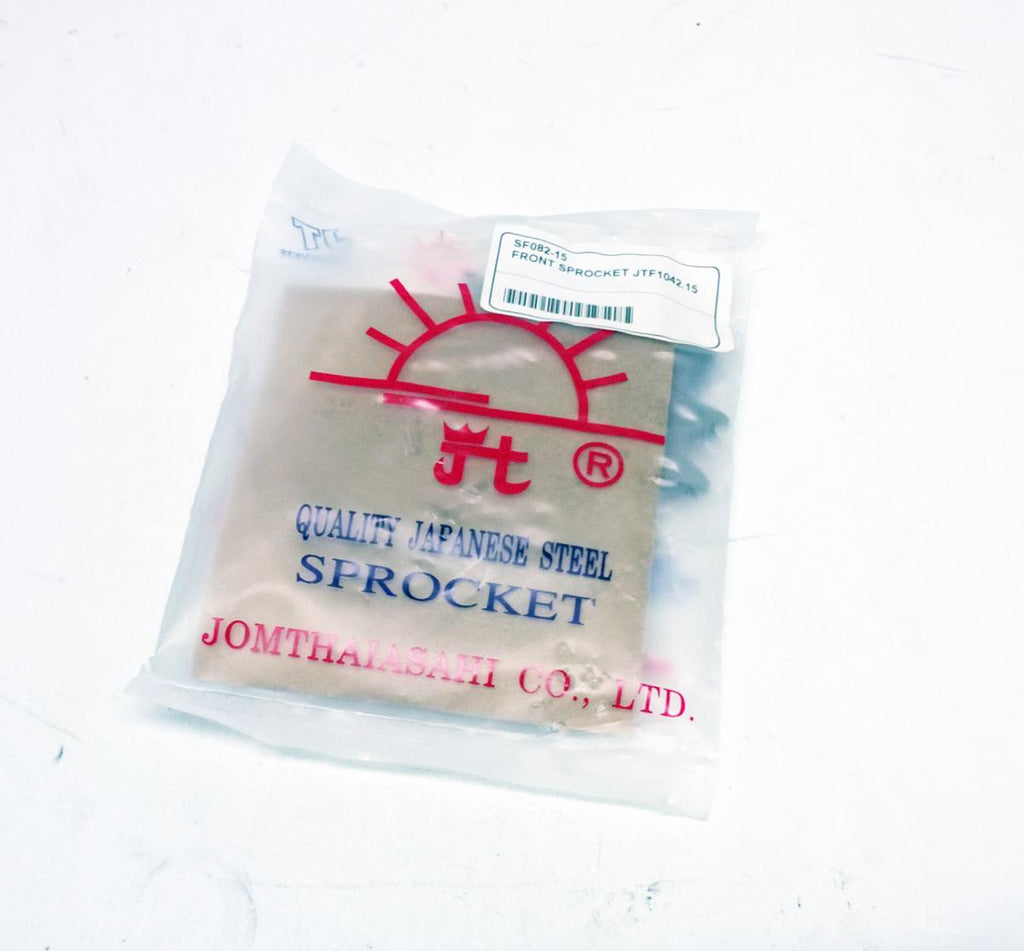 SF082-15
FRONT SPROCKET JTF1042.15
Jt ®
QUALITY JAPANESE STEEL
SPROCKET
JOMTHAIASAHI CO., LTD.